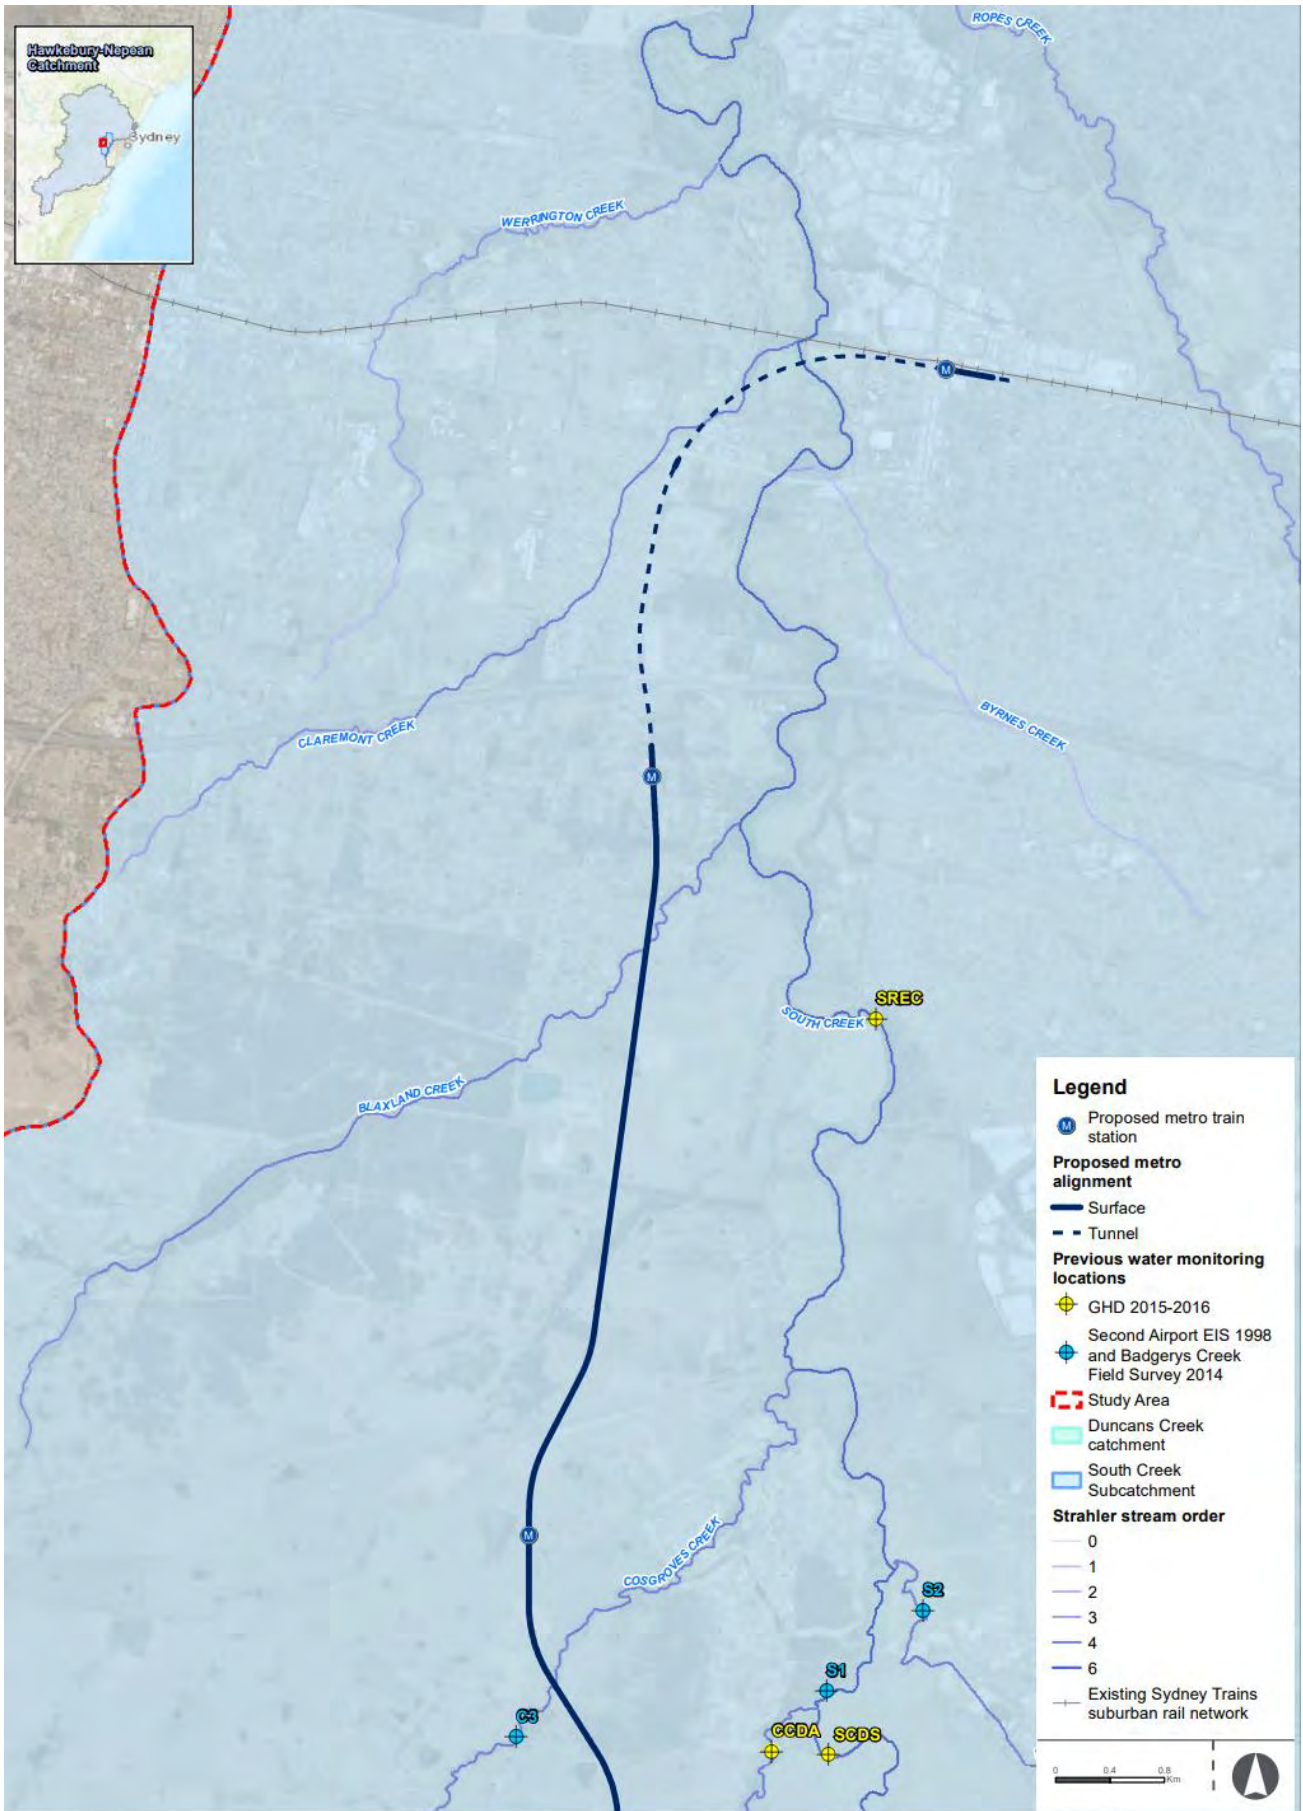 Hawkebury-Nepean
Catchment
Sydney
ROPES CREEK
WERRINGTON CREEK
M
CLAREMONT CREEK
BYRNES CREEK
M
SREC
SOUTH CREEK
BLAXLAND CREEK
M
COSGROVES CREEK
S2
S1
C3
CCDA
SCDS
Legend
M
Proposed metro train
station
Proposed metro
alignment
Surface
Tunnel
Previous water monitoring
locations
GHD 2015-2016
Second Airport EIS 1998
and Badgerys Creek
Field Survey 2014
Study Area
Duncans Creek
catchment
South Creek
Subcatchment
Strahler stream order
0
1
2
3
4
6
Existing Sydney Trains
suburban rail network
0 0.4 0.8
Km